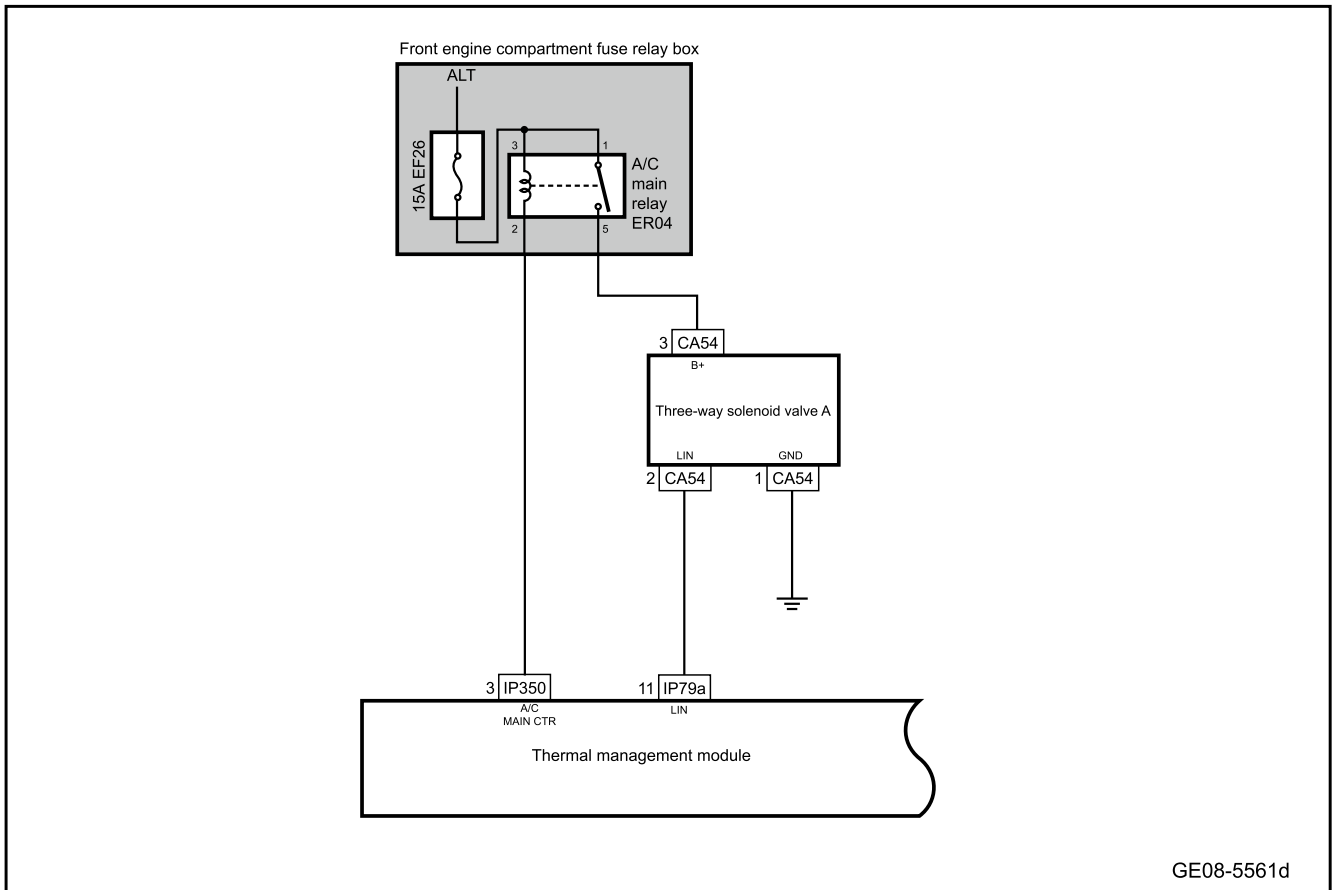 Front engine compartment fuse relay box
ALT
15A EF26
3
1
A/C
main
relay
ER04
2
5
3 CA54
B+
Three-way solenoid valve A
LIN
GND
2 CA54
1 CA54
3 IP350
11 IP79a
A/C
MAIN CTR
LIN
Thermal management module
GE08-5561d